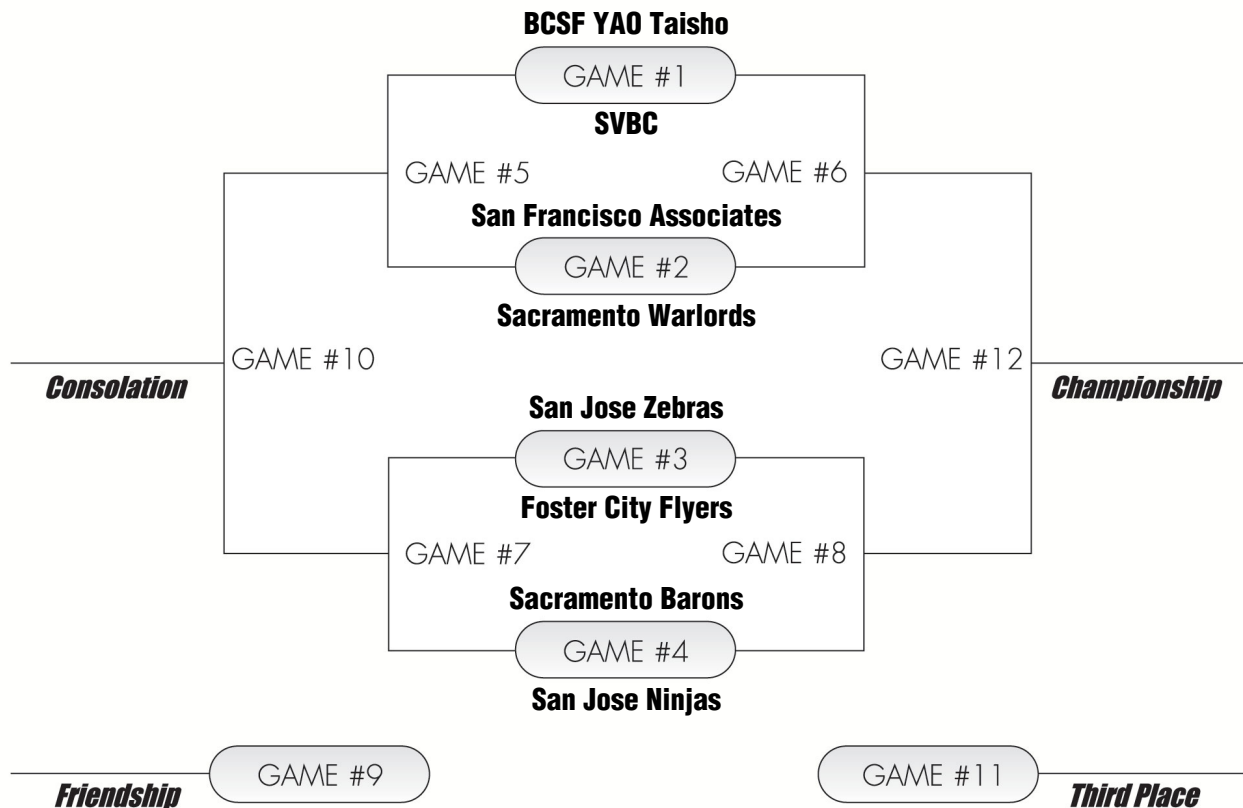 BCSF YAO Taisho
GAME #1
SVBC
GAME #5
GAME #6
San Francisco Associates
GAME #2
Sacramento Warlords
GAME #10
GAME #12
Consolation
Championship
San Jose Zebras
GAME #3
Foster City Flyers
GAME #7
GAME #8
Sacramento Barons
GAME #4
San Jose Ninjas
GAME #9
GAME #11
Friendship
Third Place